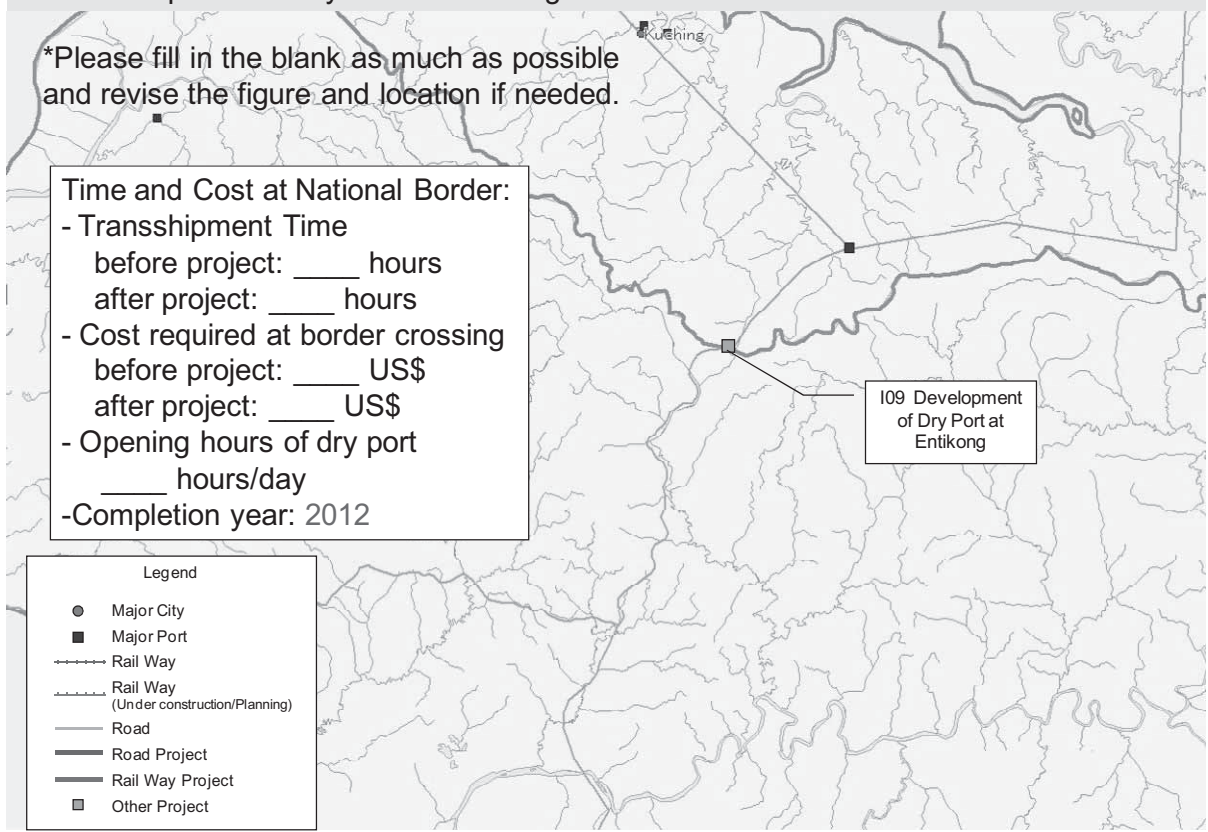 *Please fill in the blank as much as possible
and revise the figure and location if needed.
Kuching
Time and Cost at National Border:
- Transshipment Time
before project: ____ hours
after project: ____ hours
- Cost required at border crossing
before project: ____ US$
after project: ____ US$
- Opening hours of dry port
____ hours/day
-Completion year: 2012
I09 Development
of Dry Port at
Entikong
Legend
Major City
Major Port
Rail Way
Rail Way
(Under construction/Planning)
Road
Road Project
Rail Way Project
Other Project